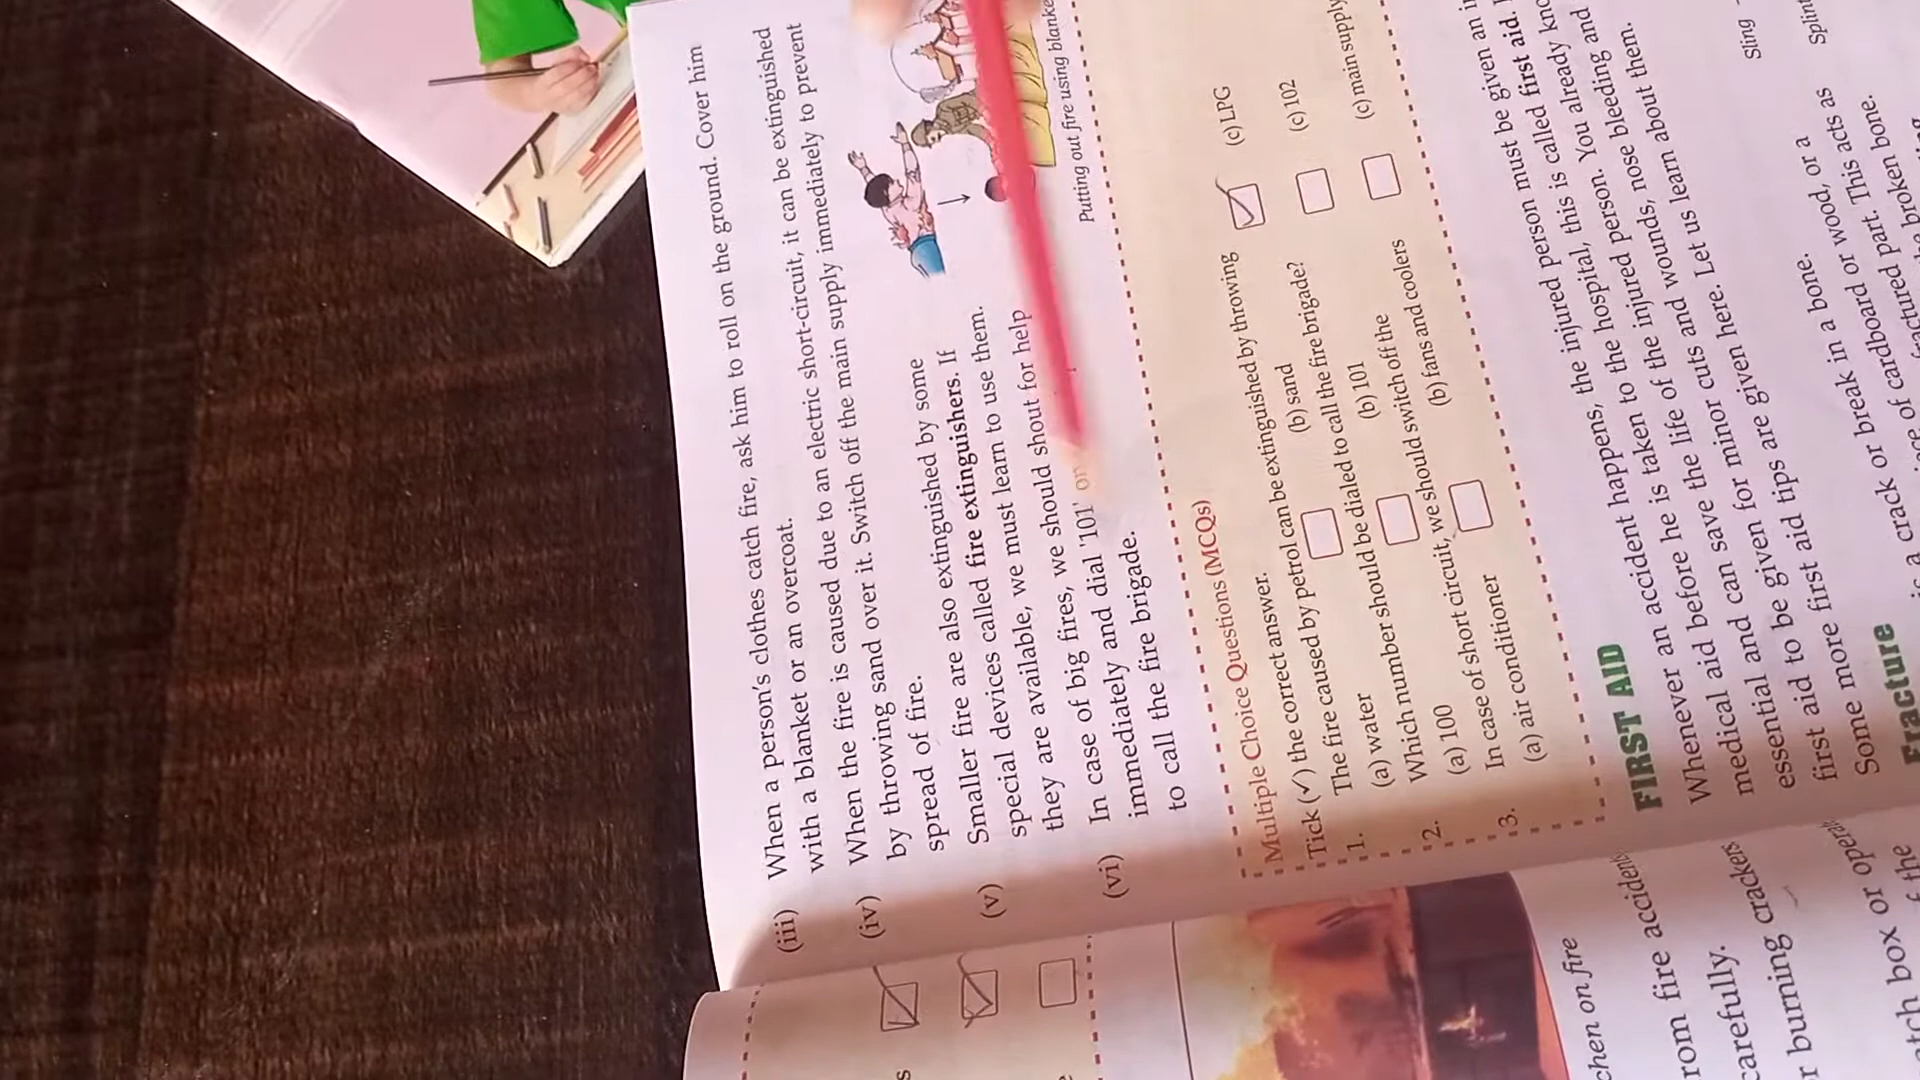 (iii) When a person's clothes catch fire, ask him to roll on the ground. Cover him
with a blanket or an overcoat.
(iv) When the fire is caused due to an electric short-circuit, it can be extinguished
by throwing sand over it. Switch off the main supply immediately to prevent
spread of fire.
(v) Smaller fire are also extinguished by some
special devices called fire extinguishers. If
they are available, we must learn to use them.
(vi) In case of big fires, we should shout for help
immediately and dial '101' or
to call the fire brigade.
Putting out fire using blanke
Multiple Choice Questions (MCQs)
Tick (✓) the correct answer.
1. The fire caused by petrol can be extinguished by throwing
(a) water (b) sand (c) LPG
2. Which number should be dialed to call the fire brigade?
(a) 100 (b) 101 (c) 102
3. In case of short circuit, we should switch off the
(a) air conditioner (b) fans and coolers (c) main supply
FIRST AID
Whenever an accident happens, the injured person must be given an
medical aid before he is taken to the hospital, this is called first aid.
essential and can save the life of the injured person. You already kno
first aid to be given for minor cuts and wounds, nose bleeding and
Some more first aid tips are given here. Let us learn about them.
Fracture
is a crack or break in a bone.
of cardboard or wood, or a
fractured part. This acts as
broken bone.
Sling
Splint
chen on fire
rom fire accident
carefully.
r burning crackers
tch box or opera
the